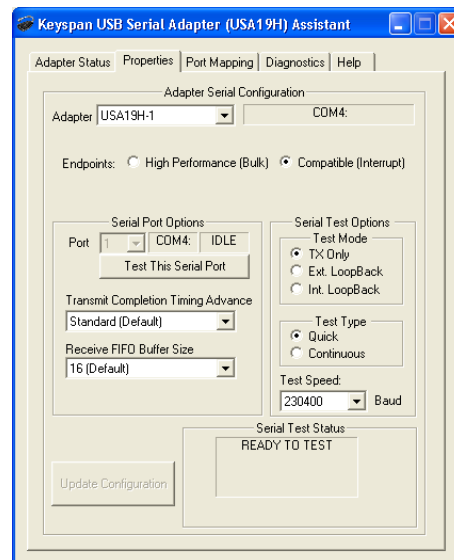 Keyspan USB Serial Adapter (USA19H) Assistant
Adapter Status Properties Port Mapping Diagnostics Help
Adapter Serial Configuration
Adapter USA19H-1 COM4:
Endpoints: High Performance (Bulk) Compatible (Interrupt)
Serial Port Options
Port 1 COM4: IDLE
Test This Serial Port
Transmit Completion Timing Advance
Standard (Default)
Receive FIFO Buffer Size
16 (Default)
Serial Test Options
Test Mode
TX Only
Ext. LoopBack
Int. LoopBack
Test Type
Quick
Continuous
Test Speed:
230400 Baud
Serial Test Status
READY TO TEST
Update Configuration